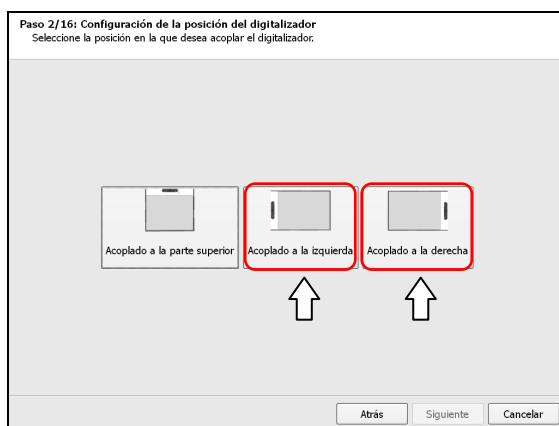 Paso 2/16: Configuración de la posición del digitalizador
Seleccione la posición en la que desea acoplar el digitalizador.
Acoplado a la parte superior
Acoplado a la izquierda
Acoplado a la derecha
Atrás
Siguiente
Cancelar